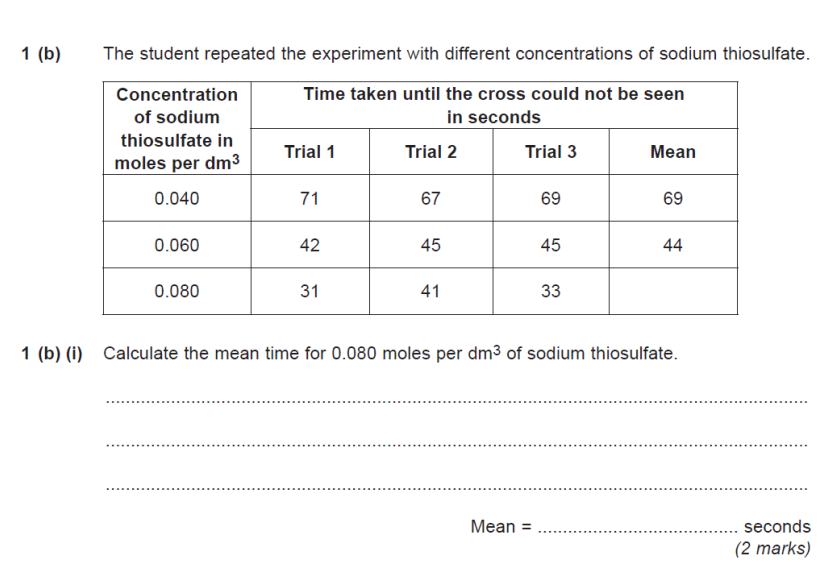 1 (b) The student repeated the experiment with different concentrations of sodium thiosulfate.
Concentration of sodium thiosulfate in moles per dm³ Time taken until the cross could not be seen in seconds
Trial 1 Trial 2 Trial 3 Mean
0.040 71 67 69 69
0.060 42 45 45 44
0.080 31 41 33
1 (b) (i) Calculate the mean time for 0.080 moles per dm³ of sodium thiosulfate.
Mean = ........................................ seconds
(2 marks)